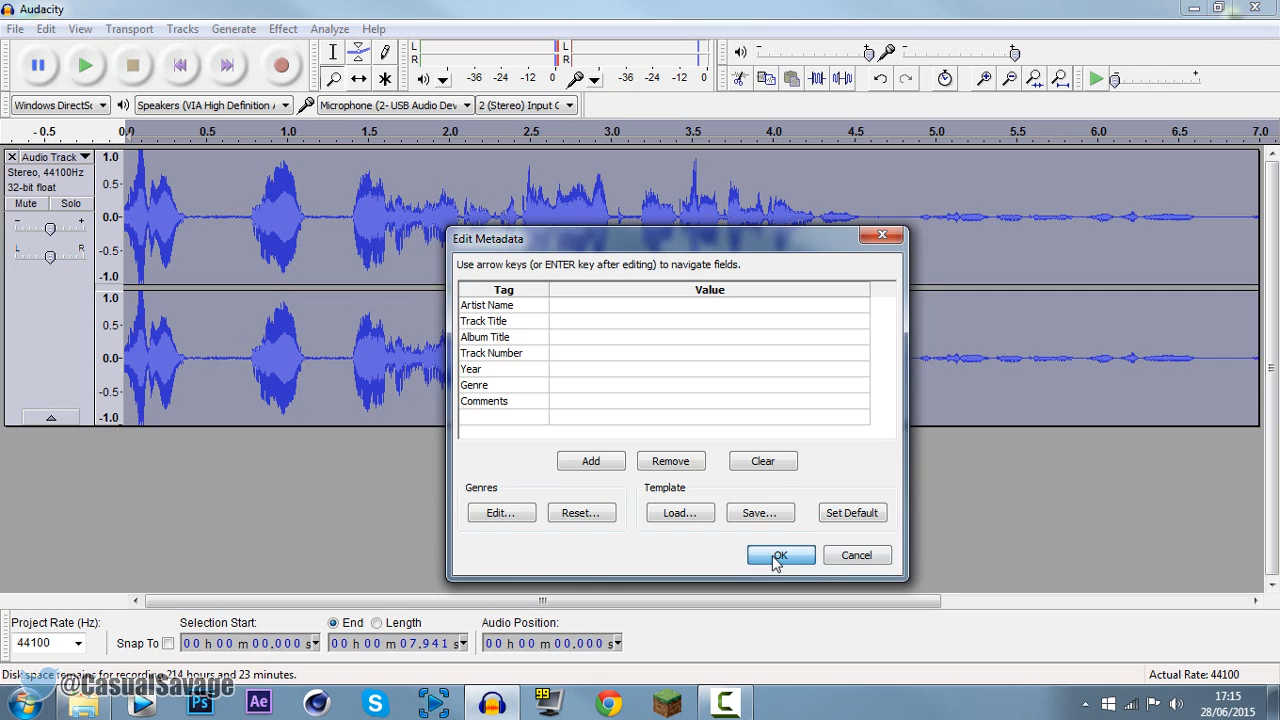 Audacity
File Edit View Transport Tracks Generate Effect Analyze Help
L R -36 -24 -12 0 L R -36 -24 -12 0
Windows DirectSc Speakers (VIA High Definition A Microphone (2- USB Audio Dev 2 (Stereo) Input C
- 0.5 0.0 0.5 1.0 1.5 2.0 2.5 3.0 3.5 4.0 4.5 5.0 5.5 6.0 6.5 7.0
Audio Track
Stereo, 44100Hz
32-bit float
Mute Solo
- +
L R
1.0
0.5
0.0
-0.5
-1.0
1.0
0.5
0.0
-0.5
-1.0
Edit Metadata
Use arrow keys (or ENTER key after editing) to navigate fields.
Tag Value
Artist Name
Track Title
Album Title
Track Number
Year
Genre
Comments
Add Remove Clear
Genres Template
Edit... Reset... Load... Save... Set Default
OK Cancel
Project Rate (Hz): Selection Start: End Length Audio Position:
44100 Snap To 00 h 00 m 00.000 s 00 h 00 m 07.941 s 00 h 00 m 00.000 s
Disk space remains for recording 214 hours and 23 minutes. Actual Rate: 44100
@CasualSavage
Ps Ae 99 17:15
28/06/2015